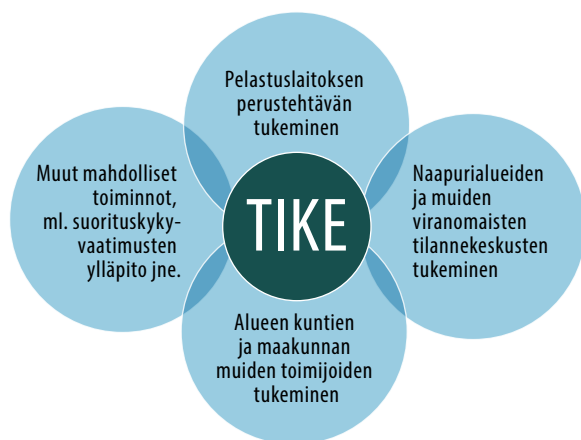 Pelastuslaitoksen
perustehtävän
tukeminen
Muut mahdolliset
toiminnot,
ml. suorituskyky-
vaatimusten
ylläpito jne.
TIKE
Naapurialueiden
ja muiden
viranomaisten
tilannekeskusten
tukeminen
Alueen kuntien
ja maakunnan
muiden toimijoiden
tukeminen